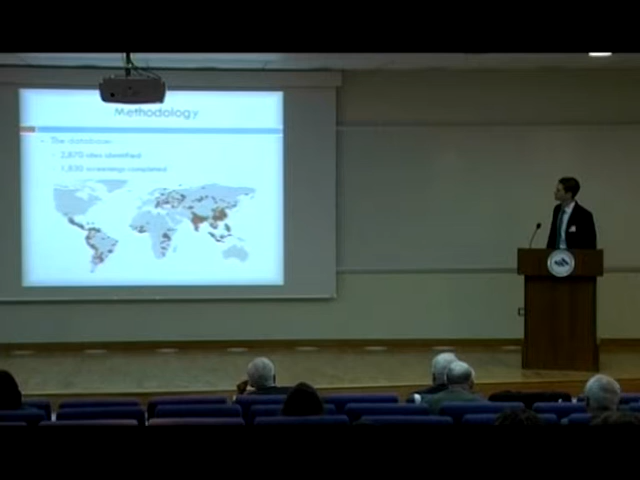 Methodology
The database:
2,870 sites identified
1,830 screenings completed